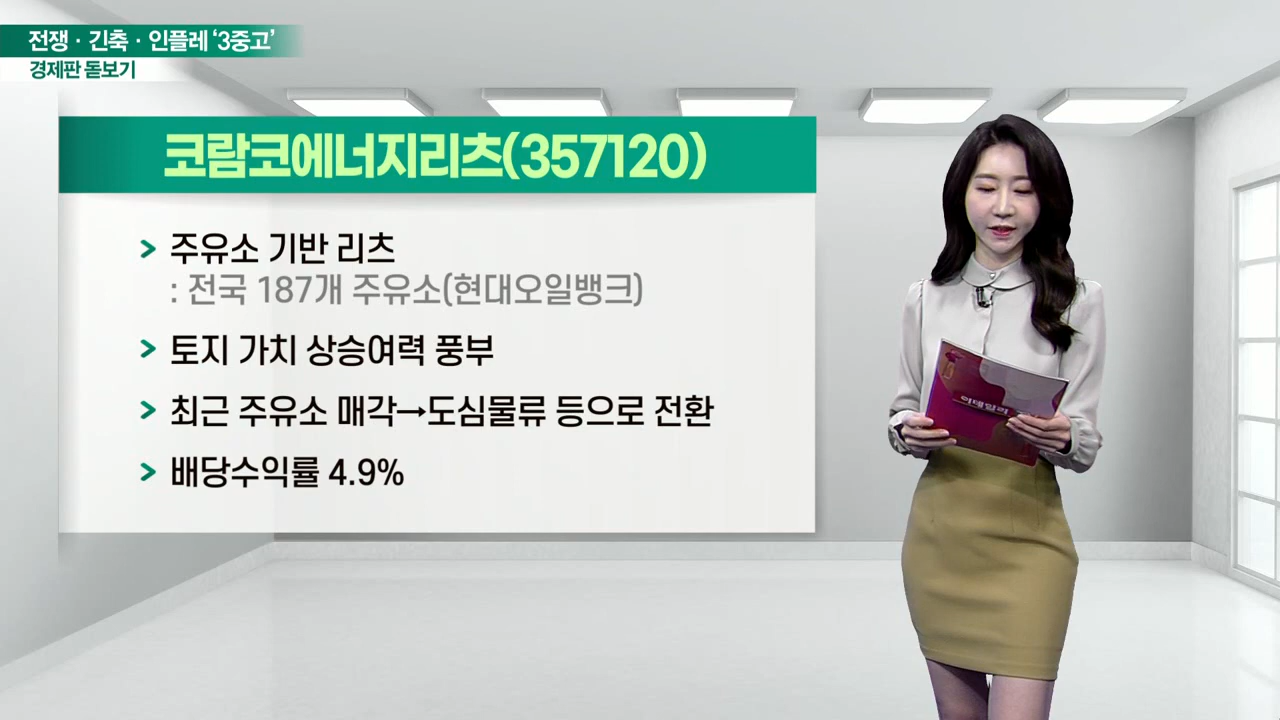 전쟁 · 긴축 · 인플레 ‘3중고’
경제판 돋보기
코람코에너지리츠(357120)
> 주유소 기반 리츠
: 전국 187개 주유소(현대오일뱅크)
> 토지 가치 상승여력 풍부
> 최근 주유소 매각→도심물류 등으로 전환
> 배당수익률 4.9%
이데일리